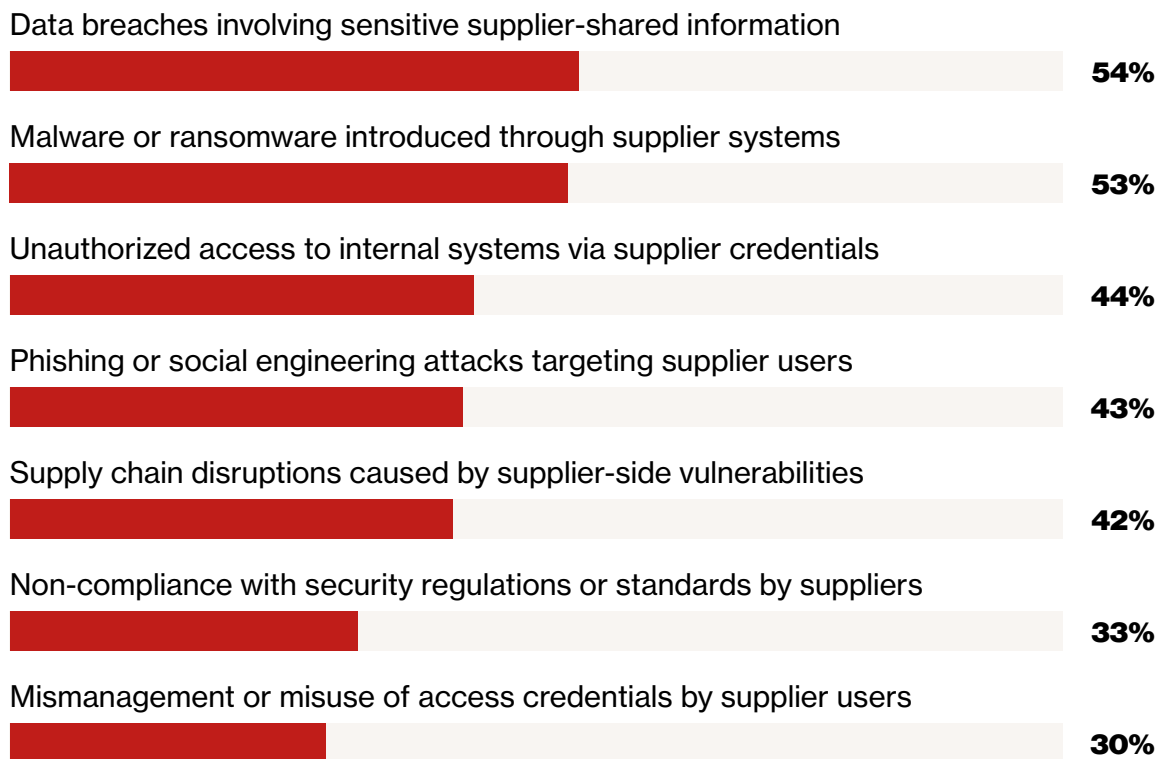 Data breaches involving sensitive supplier-shared information
54%
Malware or ransomware introduced through supplier systems
53%
Unauthorized access to internal systems via supplier credentials
44%
Phishing or social engineering attacks targeting supplier users
43%
Supply chain disruptions caused by supplier-side vulnerabilities
42%
Non-compliance with security regulations or standards by suppliers
33%
Mismanagement or misuse of access credentials by supplier users
30%